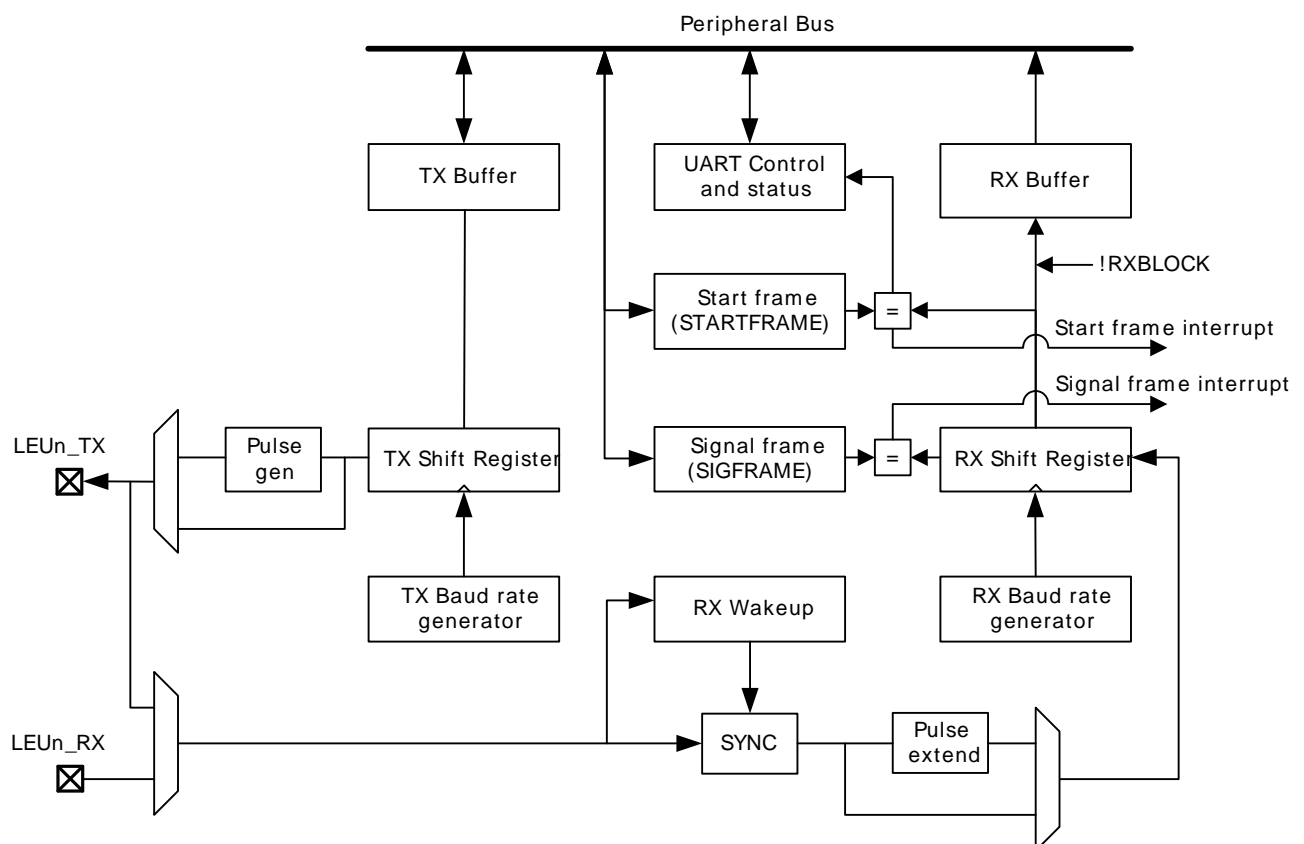 Peripheral Bus
TX Buffer
UART Control
and status
RX Buffer
!RXBLOCK
Start frame
(STARTFRAME)
=
Start frame interrupt
Signal frame interrupt
LEUn_TX
Pulse
gen
TX Shift Register
Signal frame
(SIGFRAME)
=
RX Shift Register
TX Baud rate
generator
RX Wakeup
RX Baud rate
generator
LEUn_RX
SYNC
Pulse
extend